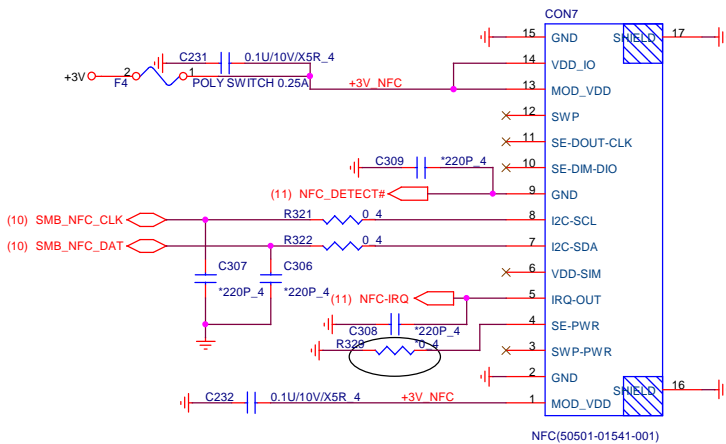 CON7
C231 0.1U/10V/X5R_4
+3V 2 1
F4 POLY SWITCH 0.25A
+3V_NFC
15 GND SHIELD 17
14 VDD_IO
13 MOD_VDD
12 SWP
11 SE-DOUT-CLK
C309 *220P_4
10 SE-DIM-DIO
(11) NFC_DETECT# 9 GND
(10) SMB_NFC_CLK R321 0_4 8 I2C-SCL
(10) SMB_NFC_DAT R322 0_4 7 I2C-SDA
C307 C306
*220P_4 *220P_4
6 VDD-SIM
(11) NFC-IRQ 5 IRQ-OUT
C308 *220P_4
4 SE-PWR
R329 *0_4
3 SWP-PWR
2 GND
SHIELD 16
C232 0.1U/10V/X5R_4 +3V_NFC 1 MOD_VDD
NFC(50501-01541-001)